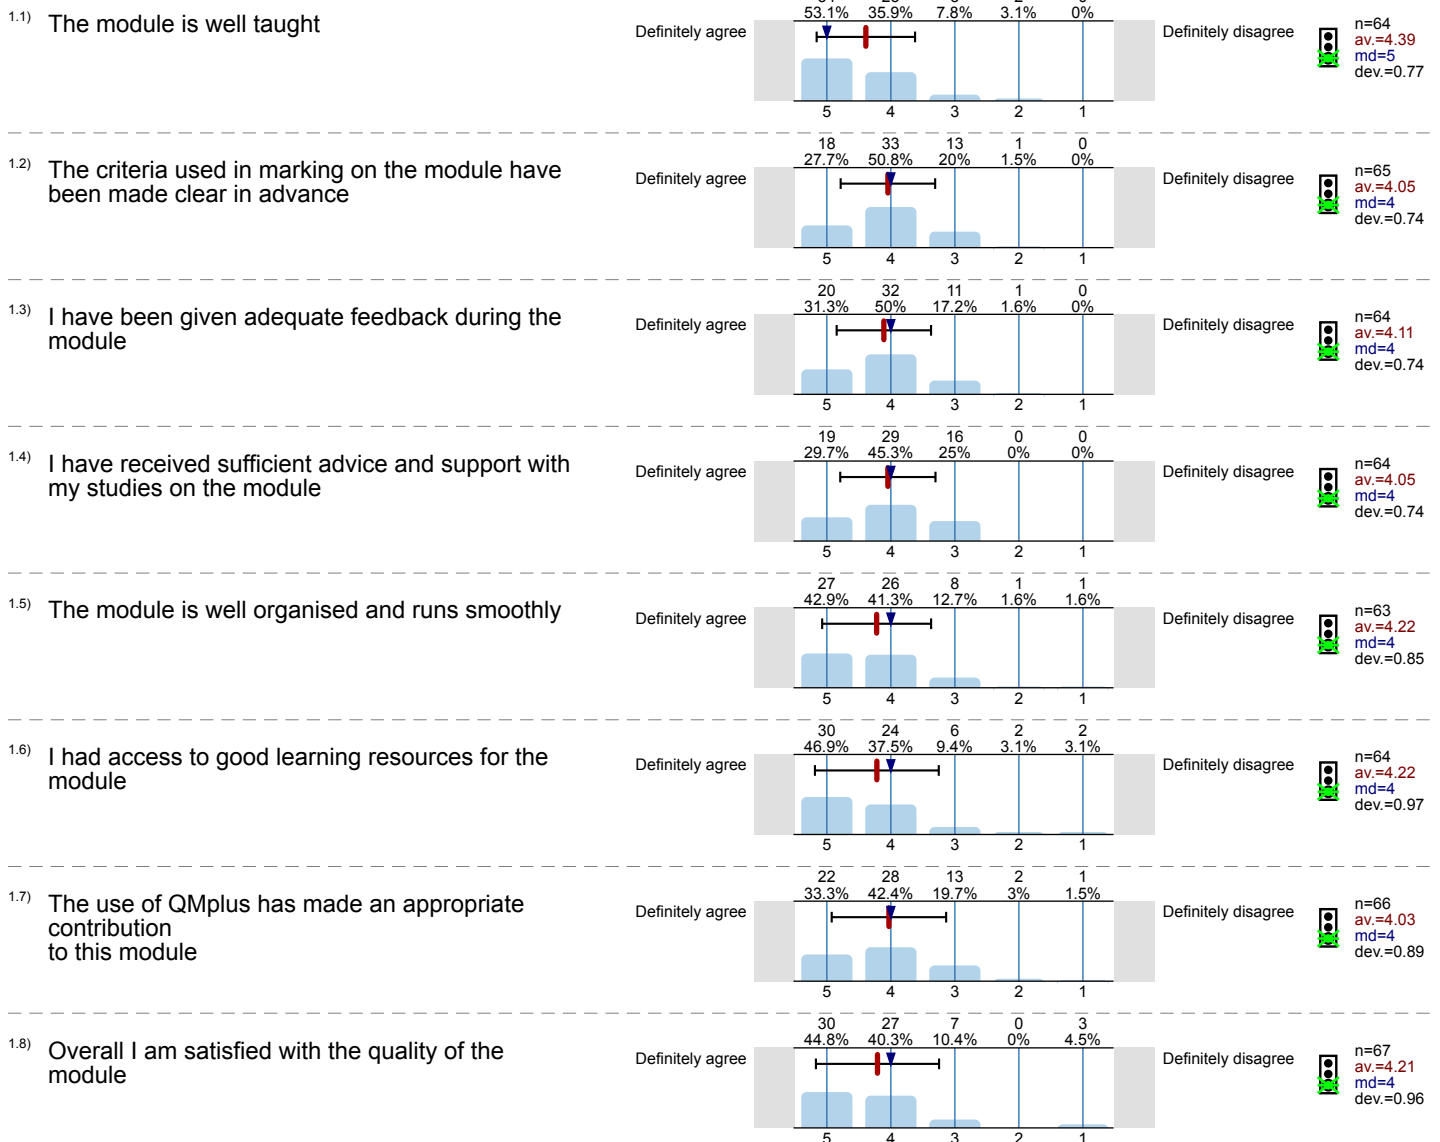 1.1) The module is well taught
Definitely agree
53.1% 35.9% 7.8% 3.1% 0%
5 4 3 2 1
Definitely disagree
n=64
av.=4.39
md=5
dev.=0.77
1.2) The criteria used in marking on the module have
been made clear in advance
Definitely agree
18 33 13 1 0
27.7% 50.8% 20% 1.5% 0%
5 4 3 2 1
Definitely disagree
n=65
av.=4.05
md=4
dev.=0.74
1.3) I have been given adequate feedback during the
module
Definitely agree
20 32 11 1 0
31.3% 50% 17.2% 1.6% 0%
5 4 3 2 1
Definitely disagree
n=64
av.=4.11
md=4
dev.=0.74
1.4) I have received sufficient advice and support with
my studies on the module
Definitely agree
19 29 16 0 0
29.7% 45.3% 25% 0% 0%
5 4 3 2 1
Definitely disagree
n=64
av.=4.05
md=4
dev.=0.74
1.5) The module is well organised and runs smoothly
Definitely agree
27 26 8 1 1
42.9% 41.3% 12.7% 1.6% 1.6%
5 4 3 2 1
Definitely disagree
n=63
av.=4.22
md=4
dev.=0.85
1.6) I had access to good learning resources for the
module
Definitely agree
30 24 6 2 2
46.9% 37.5% 9.4% 3.1% 3.1%
5 4 3 2 1
Definitely disagree
n=64
av.=4.22
md=4
dev.=0.97
1.7) The use of QMplus has made an appropriate
contribution
to this module
Definitely agree
22 28 13 2 1
33.3% 42.4% 19.7% 3% 1.5%
5 4 3 2 1
Definitely disagree
n=66
av.=4.03
md=4
dev.=0.89
1.8) Overall I am satisfied with the quality of the
module
Definitely agree
30 27 7 0 3
44.8% 40.3% 10.4% 0% 4.5%
5 4 3 2 1
Definitely disagree
n=67
av.=4.21
md=4
dev.=0.96